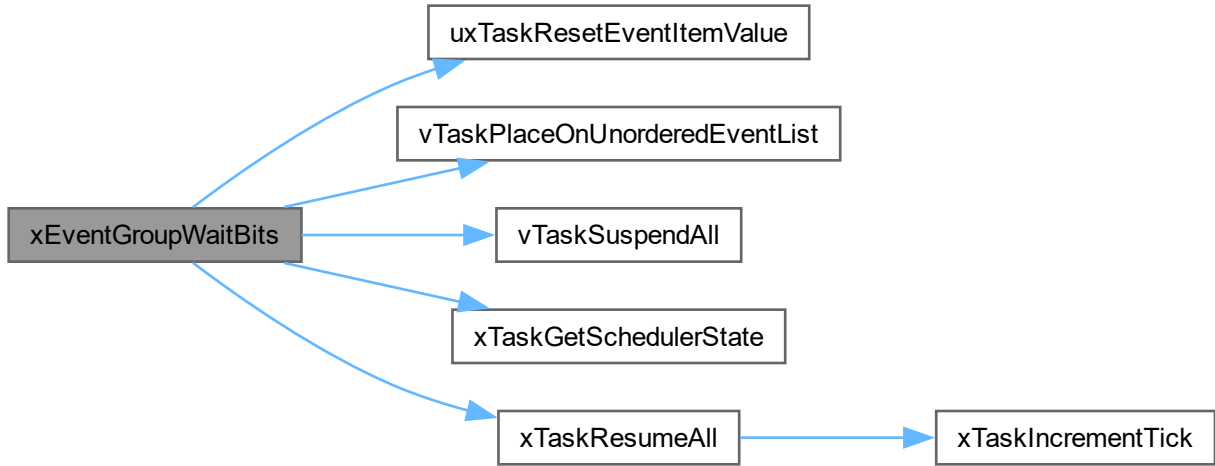 uxTaskResetEventItemValue
vTaskPlaceOnUnorderedEventList
xEventGroupWaitBits
vTaskSuspendAll
xTaskGetSchedulerState
xTaskResumeAll
xTaskIncrementTick